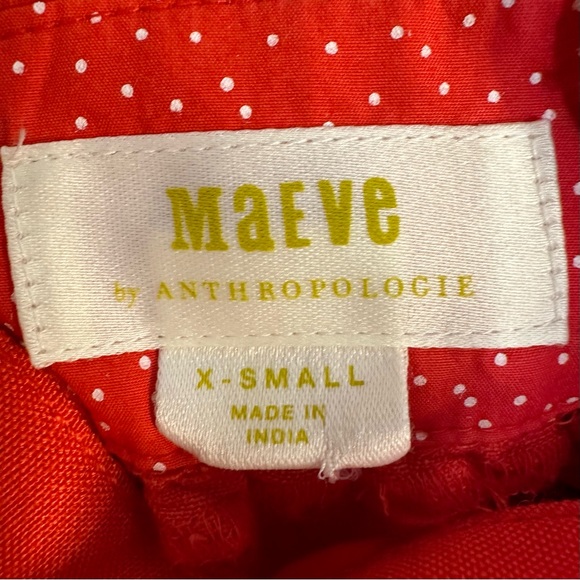 MaEVe
by ANTHROPOLOGIE
X-SMALL
MADE IN
INDIA